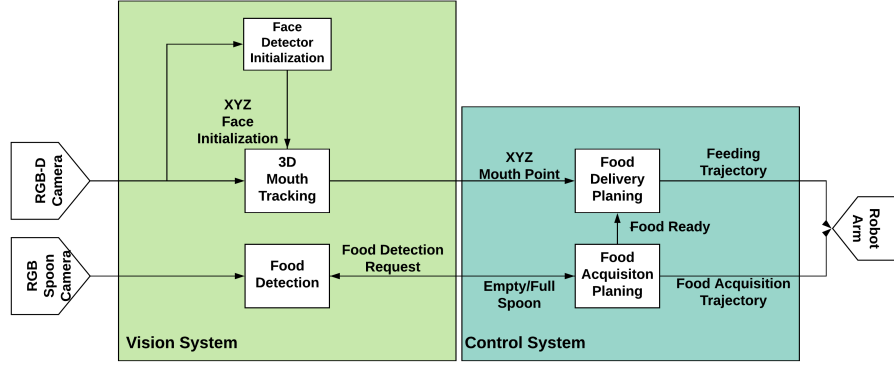 Face
Detector
Initialization
XYZ
Face
Initialization
RGB-D
Camera
3D
Mouth
Tracking
XYZ
Mouth Point
Food
Delivery
Planing
Feeding
Trajectory
Robot
Arm
Food Ready
RGB
Spoon
Camera
Food
Detection
Food Detection
Request
Empty/Full
Spoon
Food
Acquisiton
Planing
Food Acquisition
Trajectory
Vision System
Control System